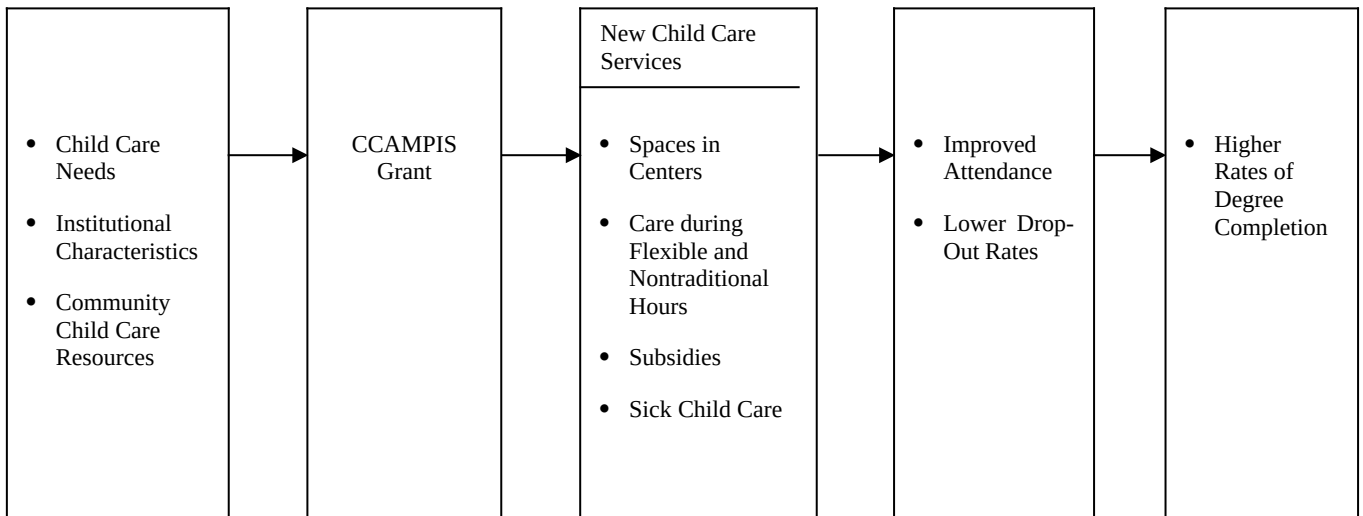 • Child Care
Needs
• Institutional
Characteristics
• Community
Child Care
Resources
CCAMPIS
Grant
New Child Care
Services
• Spaces in
Centers
• Care during
Flexible and
Nontraditional
Hours
• Subsidies
• Sick Child Care
• Improved
Attendance
• Lower Drop-
Out Rates
• Higher
Rates of
Degree
Completion